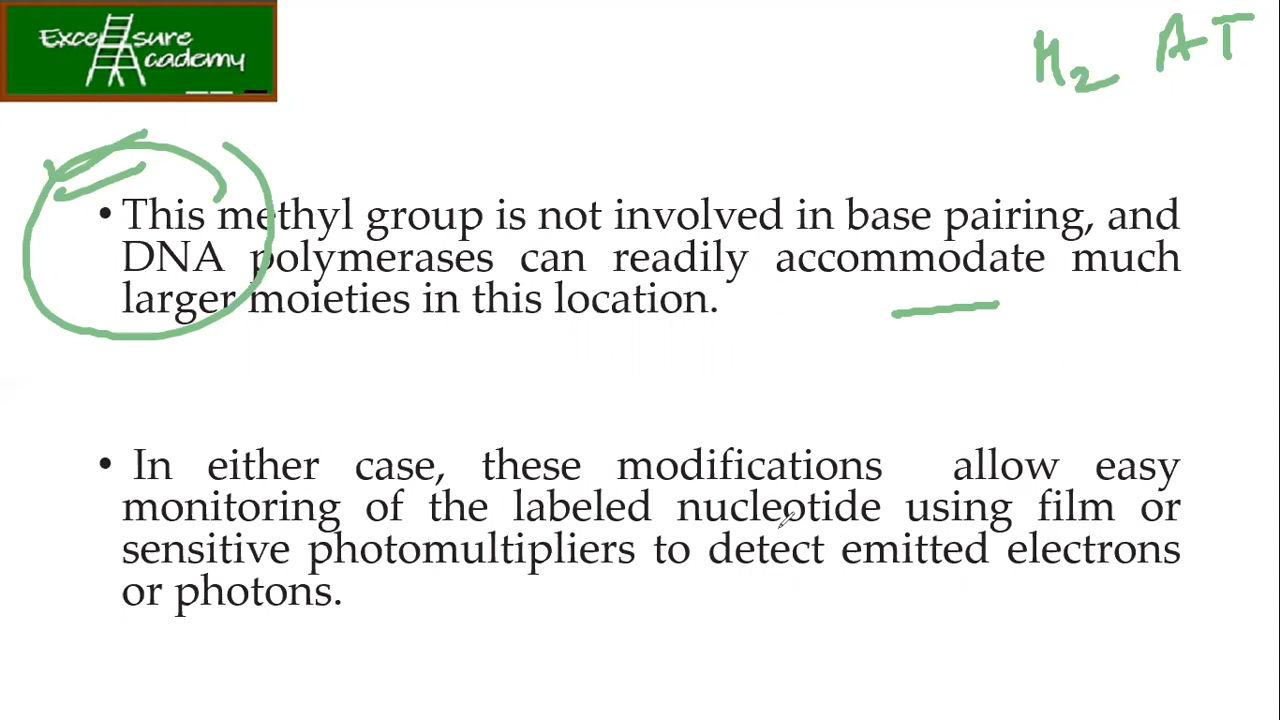 Exce sure
cademy
H2 AT
• This methyl group is not involved in base pairing, and
DNA polymerases can readily accommodate much
larger moieties in this location.
• In either case, these modifications allow easy
monitoring of the labeled nucleotide using film or
sensitive photomultipliers to detect emitted electrons
or photons.